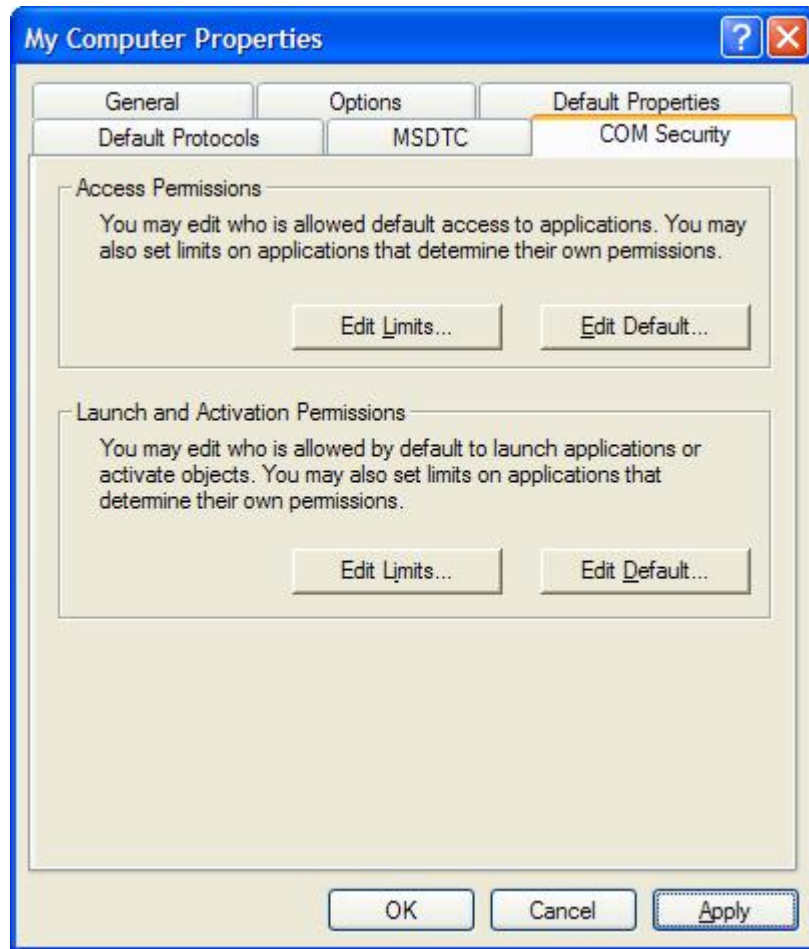 My Computer Properties
General Options Default Properties
Default Protocols MSDTC COM Security
Access Permissions
You may edit who is allowed default access to applications. You may
also set limits on applications that determine their own permissions.
Edit Limits... Edit Default...
Launch and Activation Permissions
You may edit who is allowed by default to launch applications or
activate objects. You may also set limits on applications that
determine their own permissions.
Edit Limits... Edit Default...
OK Cancel Apply